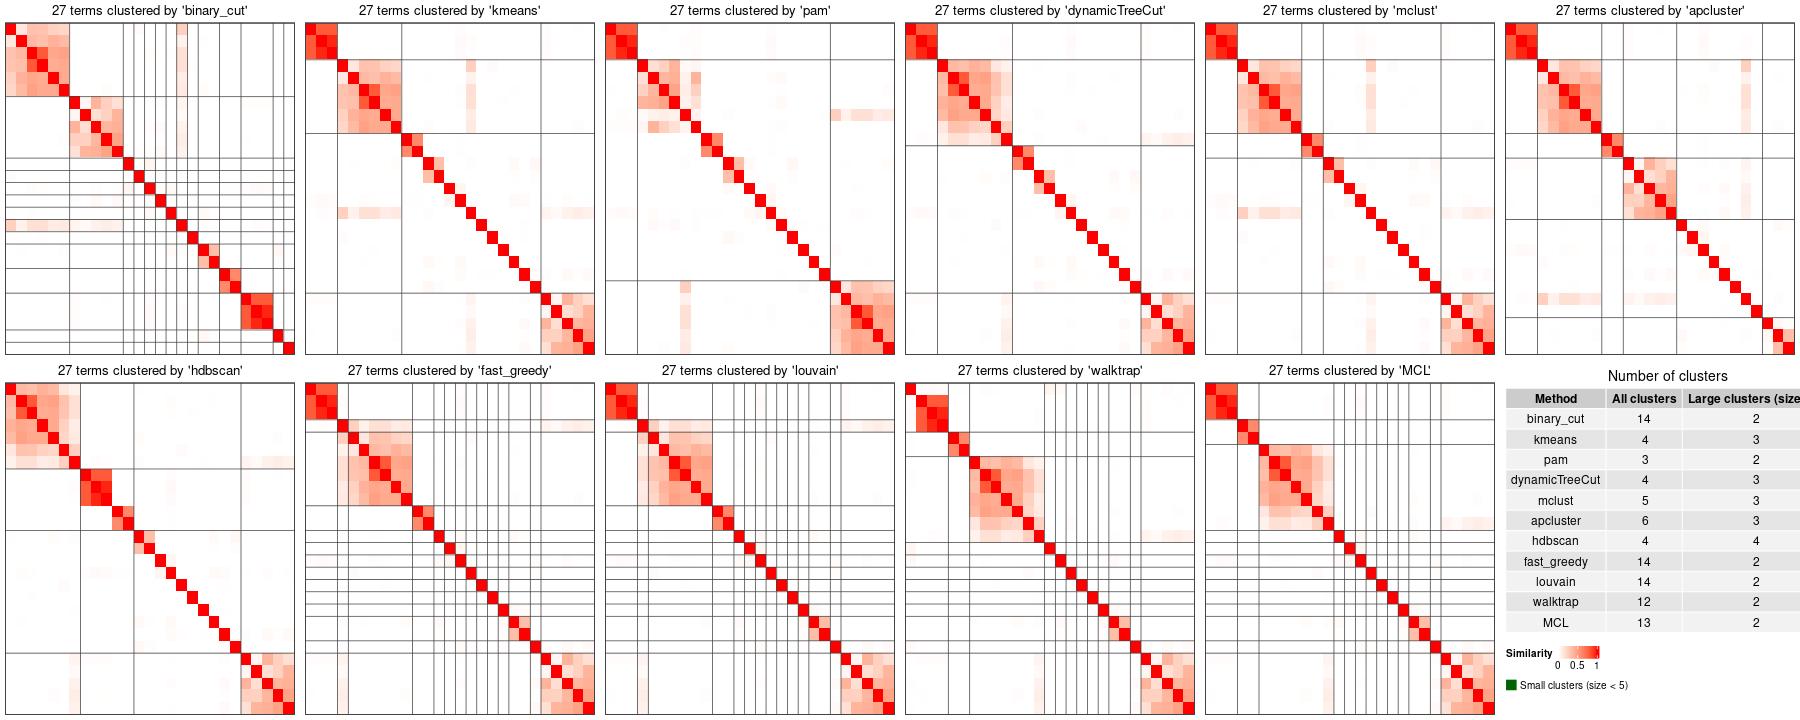 27 terms clustered by 'binary_cut'
27 terms clustered by 'kmeans'
27 terms clustered by 'pam'
27 terms clustered by 'dynamicTreeCut'
27 terms clustered by 'mclust'
27 terms clustered by 'apcluster'
27 terms clustered by 'hdbscan'
27 terms clustered by 'fast_greedy'
27 terms clustered by 'louvain'
27 terms clustered by 'walktrap'
27 terms clustered by 'MCL'
Number of clusters
Method All clusters Large clusters (size
binary_cut 14 2
kmeans 4 3
pam 3 2
dynamicTreeCut 4 3
mclust 5 3
apcluster 6 3
hdbscan 4 4
fast_greedy 14 2
louvain 14 2
walktrap 12 2
MCL 13 2
Similarity
0 0.5 1
Small clusters (size < 5)